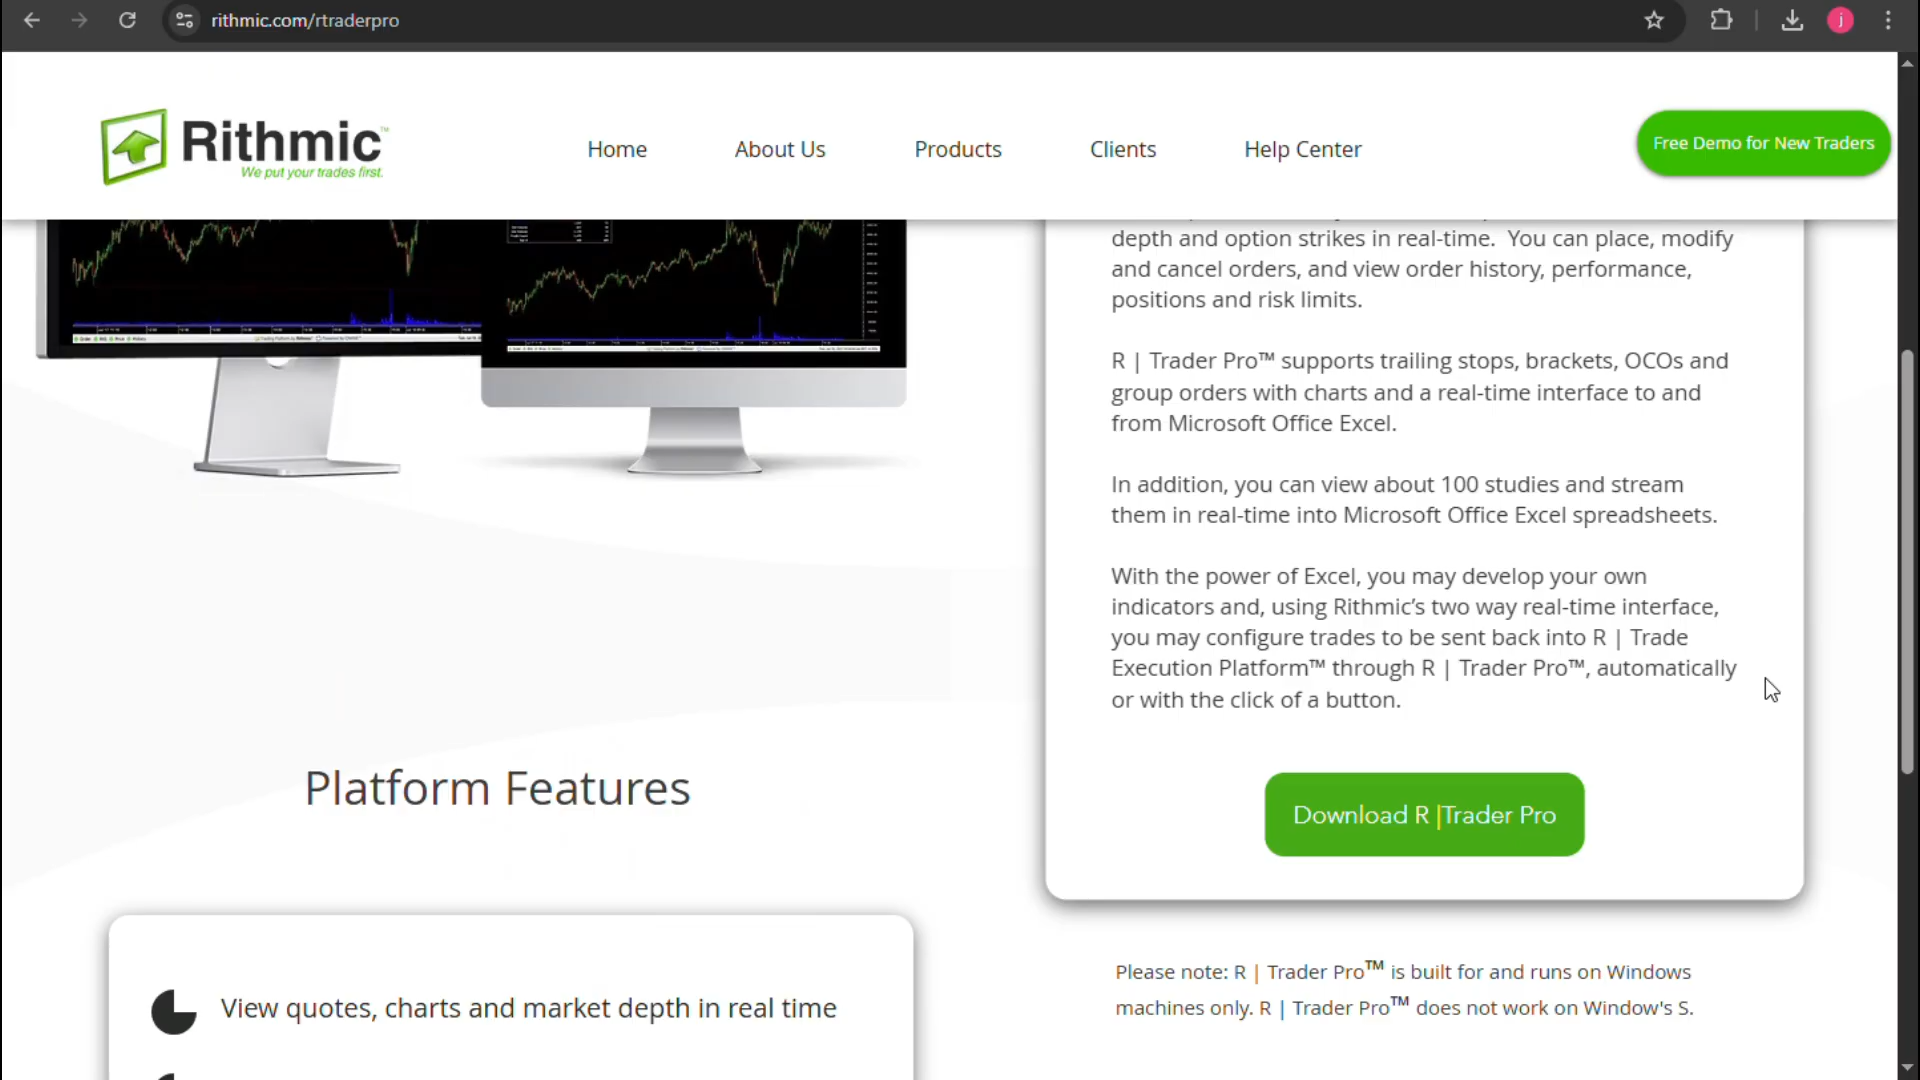 rithmic.com/rtraderpro
j
Rithmic™
We put your trades first.
Home
About Us
Products
Clients
Help Center
Free Demo for New Traders
depth and option strikes in real-time. You can place, modify
and cancel orders, and view order history, performance,
positions and risk limits.
R | Trader Pro™ supports trailing stops, brackets, OCOs and
group orders with charts and a real-time interface to and
from Microsoft Office Excel.
In addition, you can view about 100 studies and stream
them in real-time into Microsoft Office Excel spreadsheets.
With the power of Excel, you may develop your own
indicators and, using Rithmic’s two way real-time interface,
you may configure trades to be sent back into R | Trade
Execution Platform™ through R | Trader Pro™, automatically
or with the click of a button.
Download R |Trader Pro
Please note: R | Trader Pro™ is built for and runs on Windows
machines only. R | Trader Pro™ does not work on Window's S.
Platform Features
View quotes, charts and market depth in real time